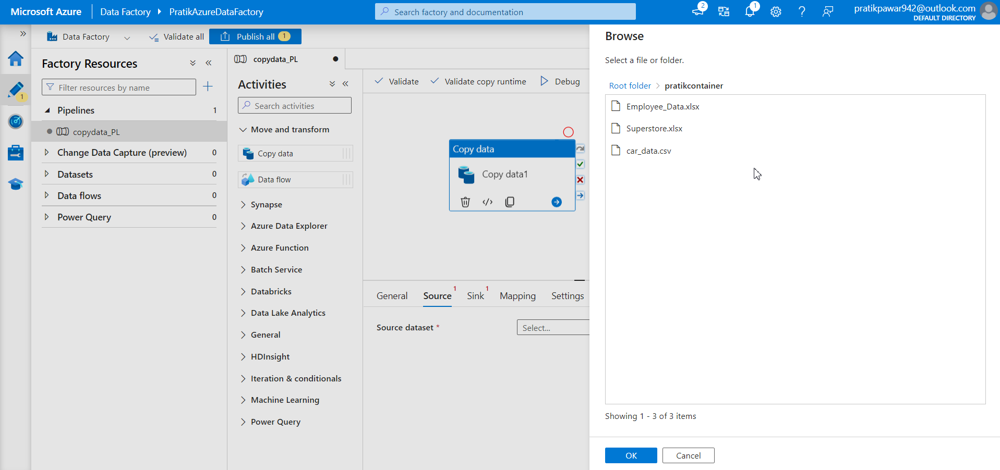 Microsoft Azure
Data Factory
PratikAzureDataFactory
Search factory and documentation
2
1
pratikpawar942@outlook.com
DEFAULT DIRECTORY
Data Factory
Validate all
Publish all 1
1
Factory Resources
Filter resources by name
Pipelines 1
copydata_PL
Change Data Capture (preview) 0
Datasets 0
Data flows 0
Power Query 0
copydata_PL
Activities
Search activities
Move and transform
Copy data
Data flow
Synapse
Azure Data Explorer
Azure Function
Batch Service
Databricks
Data Lake Analytics
General
HDInsight
Iteration & conditionals
Machine Learning
Power Query
Validate
Validate copy runtime
Debug
Copy data
Copy data1
General
Source 1
Sink 1
Mapping
Settings
Source dataset *
Select...
Browse
Select a file or folder.
Root folder > pratikcontainer
Employee_Data.xlsx
Superstore.xlsx
car_data.csv
Showing 1 - 3 of 3 items
OK
Cancel